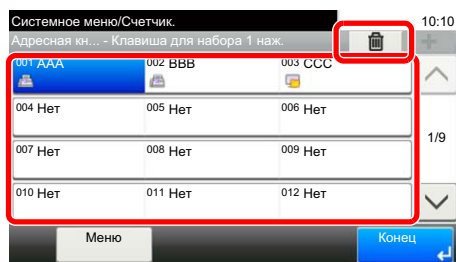 Системное меню/Счетчик. 10:10
Адресная кн... - Клавиша для набора 1 наж.
001 AAA 002 BBB 003 CCC
004 Нет 005 Нет 006 Нет
1/9
007 Нет 008 Нет 009 Нет
010 Нет 011 Нет 012 Нет
Меню Конец